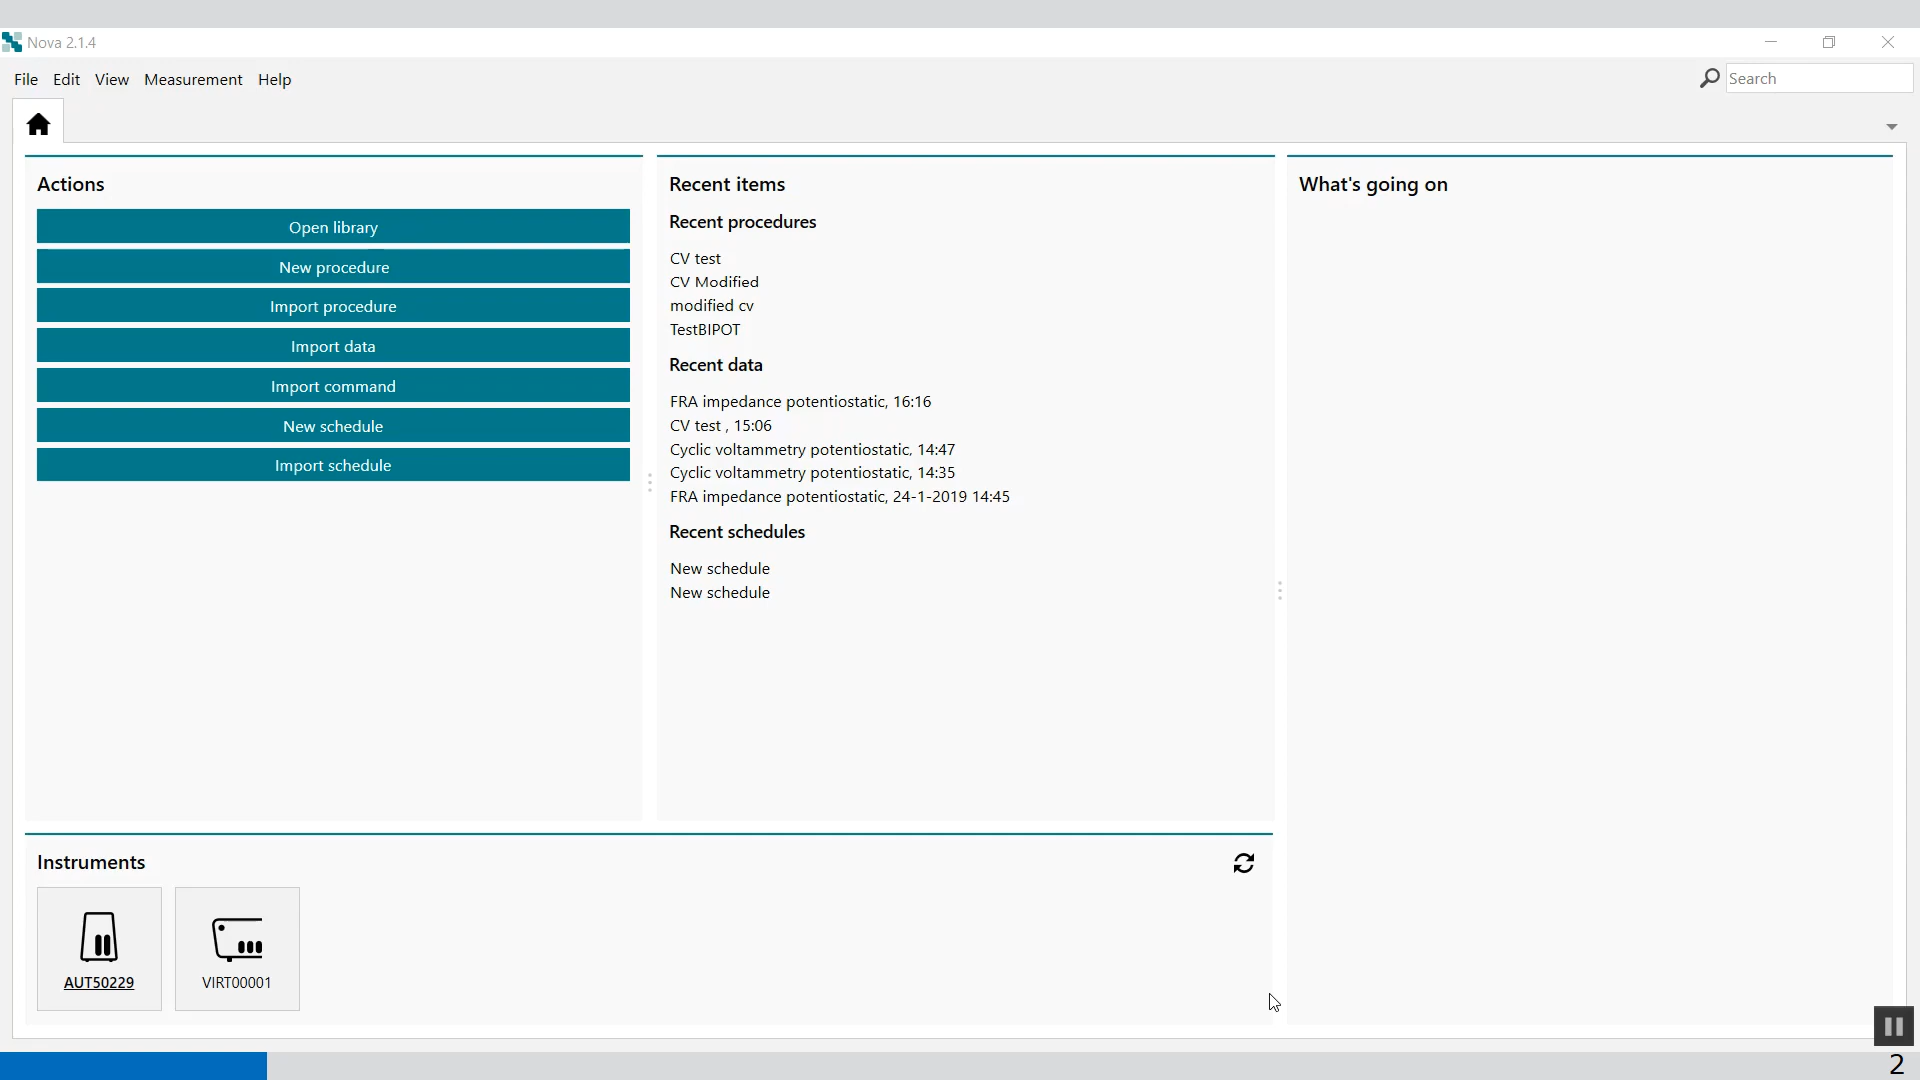 Nova 2.1.4
File Edit View Measurement Help
Search
Actions
Open library
New procedure
Import procedure
Import data
Import command
New schedule
Import schedule
Recent items
Recent procedures
CV test
CV Modified
modified cv
TestBIPOT
Recent data
FRA impedance potentiostatic, 16:16
CV test , 15:06
Cyclic voltammetry potentiostatic, 14:47
Cyclic voltammetry potentiostatic, 14:35
FRA impedance potentiostatic, 24-1-2019 14:45
Recent schedules
New schedule
New schedule
What's going on
Instruments
AUT50229
VIRT00001
2